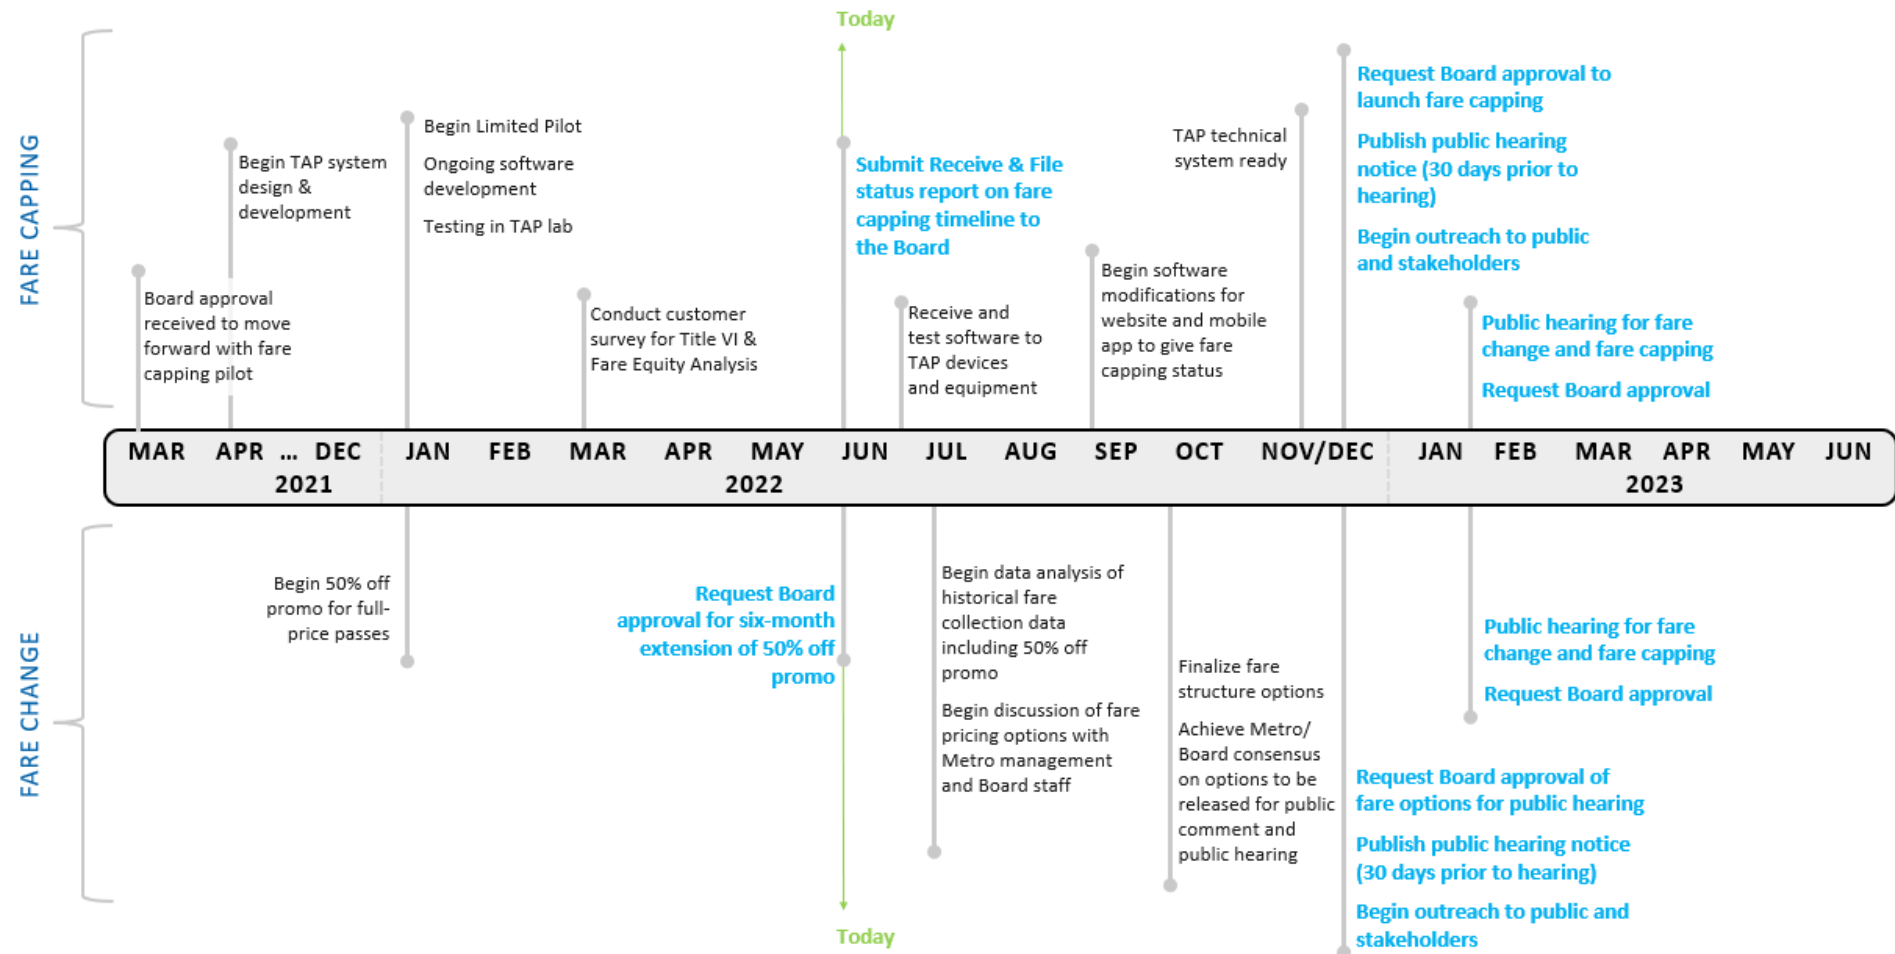 Today
FARE CAPPING
Board approval
received to move
forward with fare
capping pilot
Begin TAP system
design &
development
Begin Limited Pilot
Ongoing software
development
Testing in TAP lab
Conduct customer
survey for Title VI &
Fare Equity Analysis
Submit Receive & File
status report on fare
capping timeline to
the Board
Receive and
test software to
TAP devices
and equipment
Begin software
modifications for
website and mobile
app to give fare
capping status
TAP technical
system ready
Request Board approval to
launch fare capping
Publish public hearing
notice (30 days prior to
hearing)
Begin outreach to public
and stakeholders
Public hearing for fare
change and fare capping
Request Board approval
MAR APR ... DEC JAN FEB MAR APR MAY JUN JUL AUG SEP OCT NOV/DEC JAN FEB MAR APR MAY JUN
2021 2022 2023
FARE CHANGE
Begin 50% off
promo for full-
price passes
Request Board
approval for six-month
extension of 50% off
promo
Begin data analysis of
historical fare
collection data
including 50% off
promo
Begin discussion of fare
pricing options with
Metro management
and Board staff
Finalize fare
structure options
Achieve Metro/
Board consensus
on options to be
released for public
comment and
public hearing
Public hearing for fare
change and fare capping
Request Board approval
Request Board approval of
fare options for public hearing
Publish public hearing notice
(30 days prior to hearing)
Begin outreach to public and
stakeholders
Today